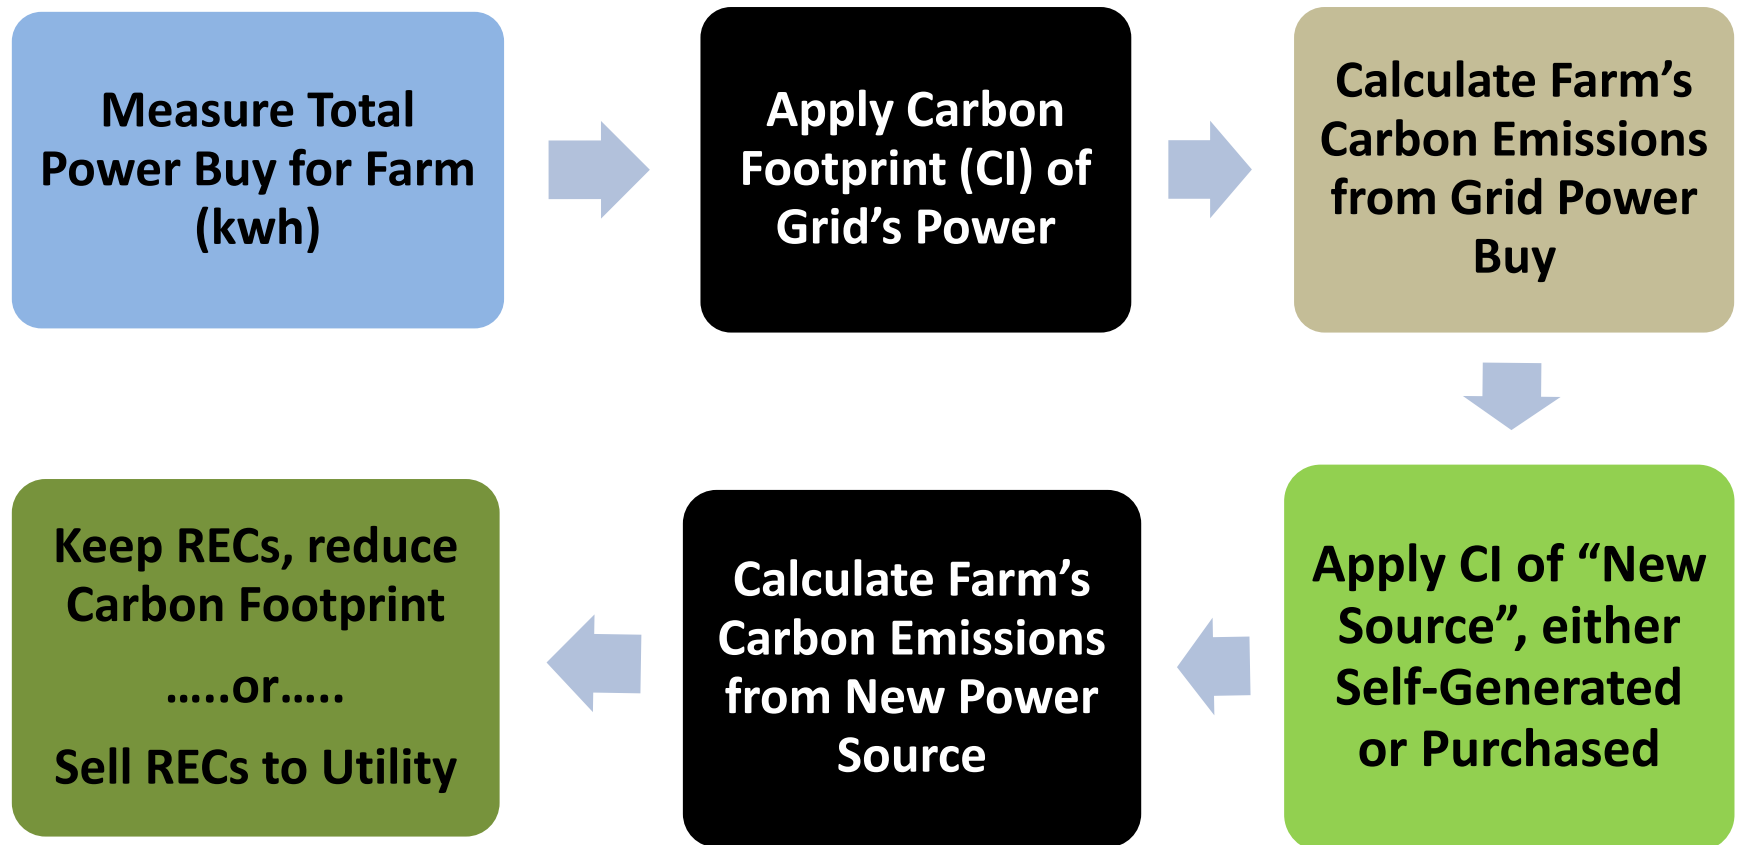 Measure Total
Power Buy for Farm
(kwh)
Apply Carbon
Footprint (CI) of
Grid’s Power
Calculate Farm’s
Carbon Emissions
from Grid Power
Buy
Apply CI of “New
Source”, either
Self-Generated
or Purchased
Calculate Farm’s
Carbon Emissions
from New Power
Source
Keep RECs, reduce
Carbon Footprint
…..or…..
Sell RECs to Utility